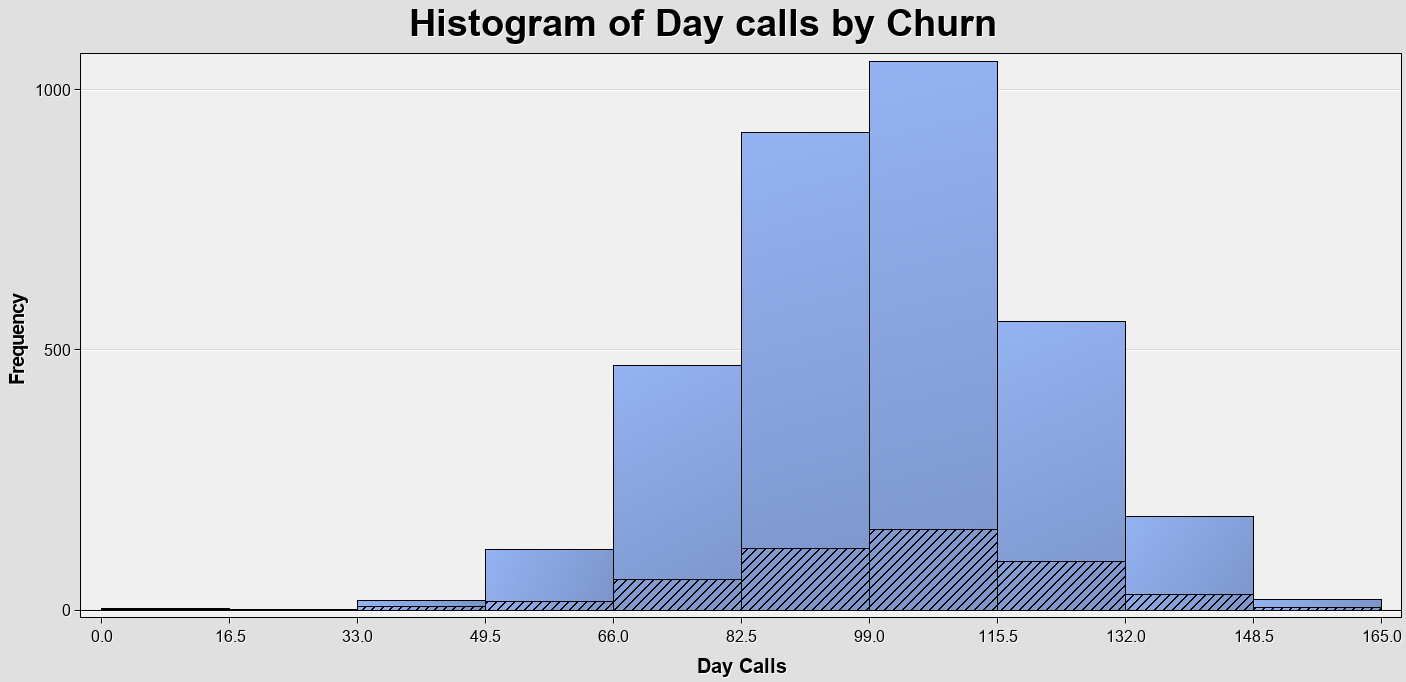 Histogram of Day calls by Churn
1000
500
0
Frequency
0.0 16.5 33.0 49.5 66.0 82.5 99.0 115.5 132.0 148.5 165.0
Day Calls